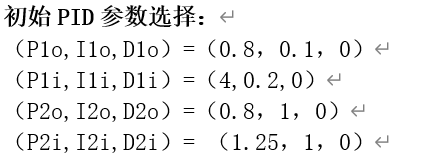 初始 PID 参数选择：
（P1o,I1o,D1o）=（0.8，0.1，0）
（P1i,I1i,D1i）=（4,0.2,0）
（P2o,I2o,D2o）=（0.8，1，0）
（P2i,I2i,D2i）= （1.25，1，0）